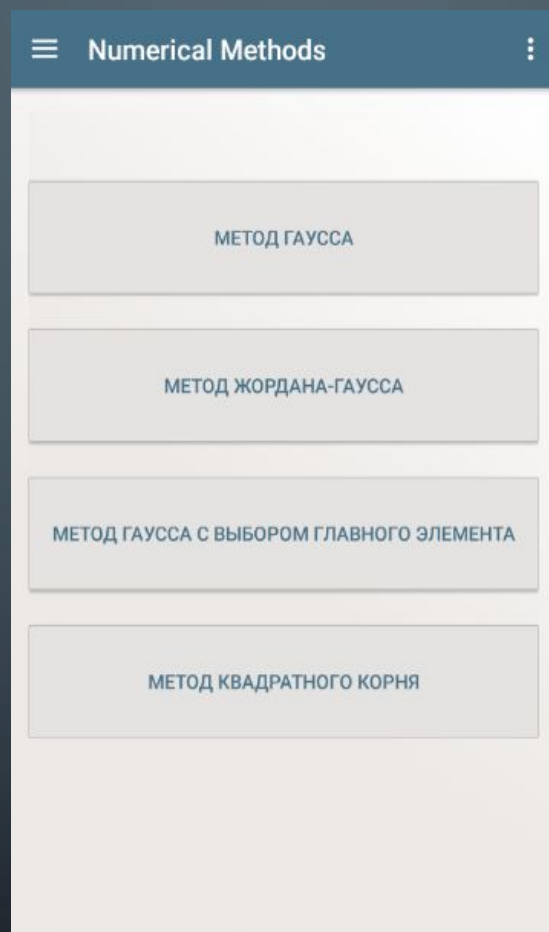 Numerical Methods
МЕТОД ГАУССА
МЕТОД ЖОРДАНА-ГАУССА
МЕТОД ГАУССА С ВЫБОРОМ ГЛАВНОГО ЭЛЕМЕНТА
МЕТОД КВАДРАТНОГО КОРНЯ